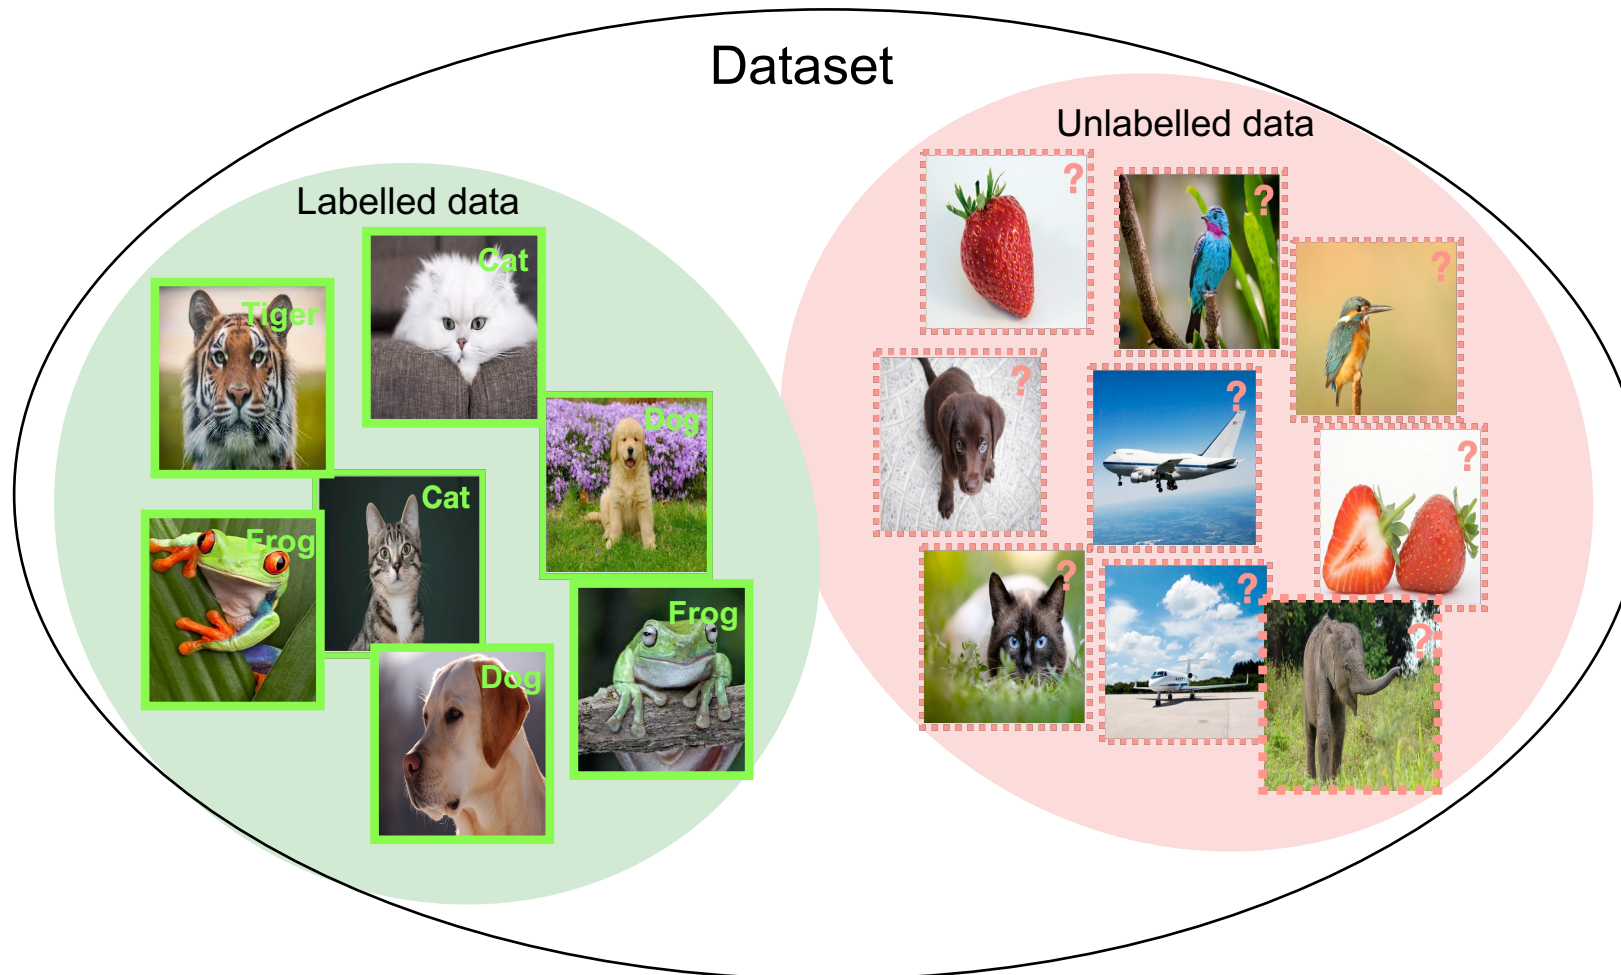 Dataset
Unlabelled data
Labelled data
?
?
?
?
?
?
?
?
?
Cat
Tiger
Dog
Cat
Frog
Frog
Dog